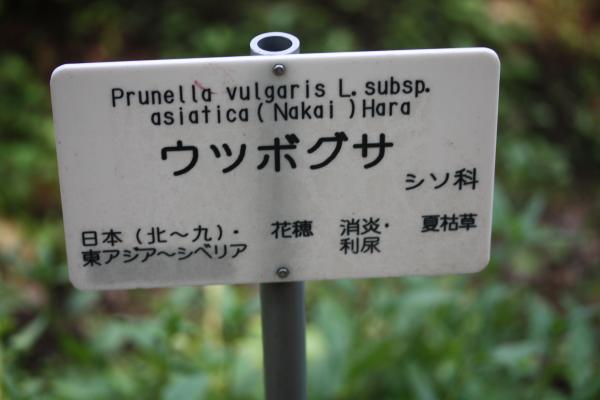 Prunella vulgaris L. subsp.
asiatica (Nakai) Hara
ウツボグサ
シソ科
日本（北～九）・
東アジア～シベリア
花穂
消炎・
利尿
夏枯草